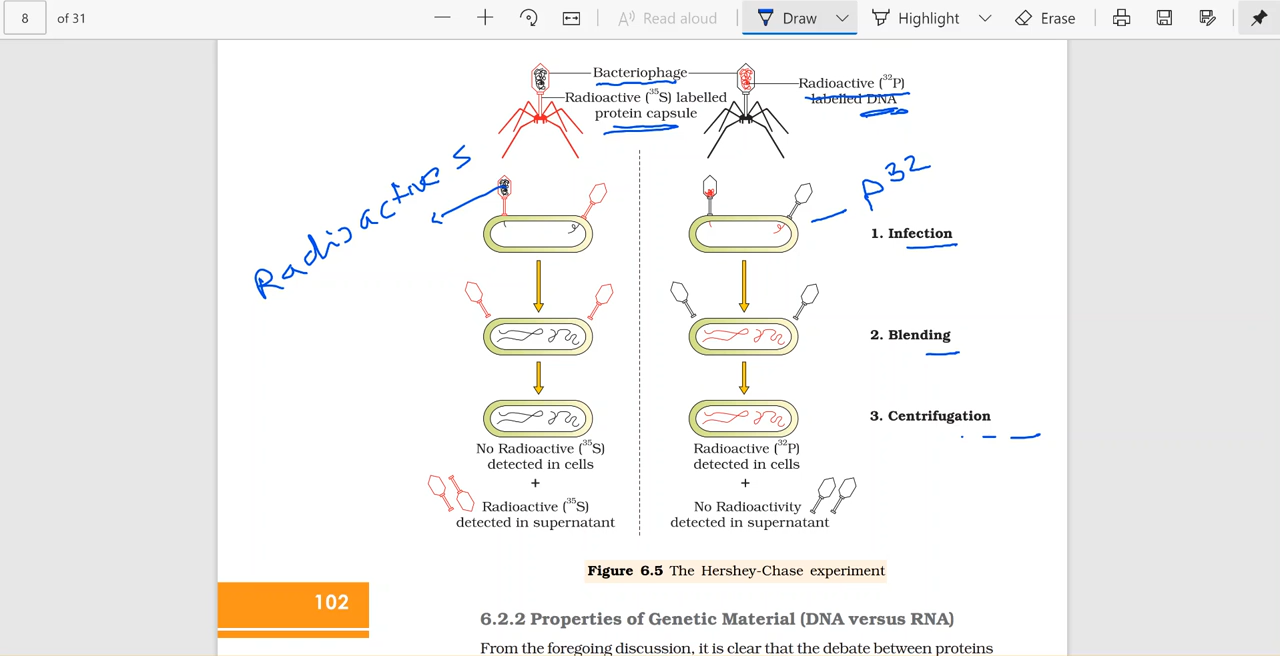 8 of 31 Read aloud Draw Highlight Erase
Bacteriophage
Radioactive (³²P)
labelled DNA
Radioactive (³⁵S) labelled
protein capsule
Radioactive S
P³²
1. Infection
2. Blending
3. Centrifugation
No Radioactive (³⁵S)
detected in cells
+
Radioactive (³⁵S)
detected in supernatant
Radioactive (³²P)
detected in cells
+
No Radioactivity
detected in supernatant
Figure 6.5 The Hershey-Chase experiment
102
6.2.2 Properties of Genetic Material (DNA versus RNA)
From the foregoing discussion, it is clear that the debate between proteins